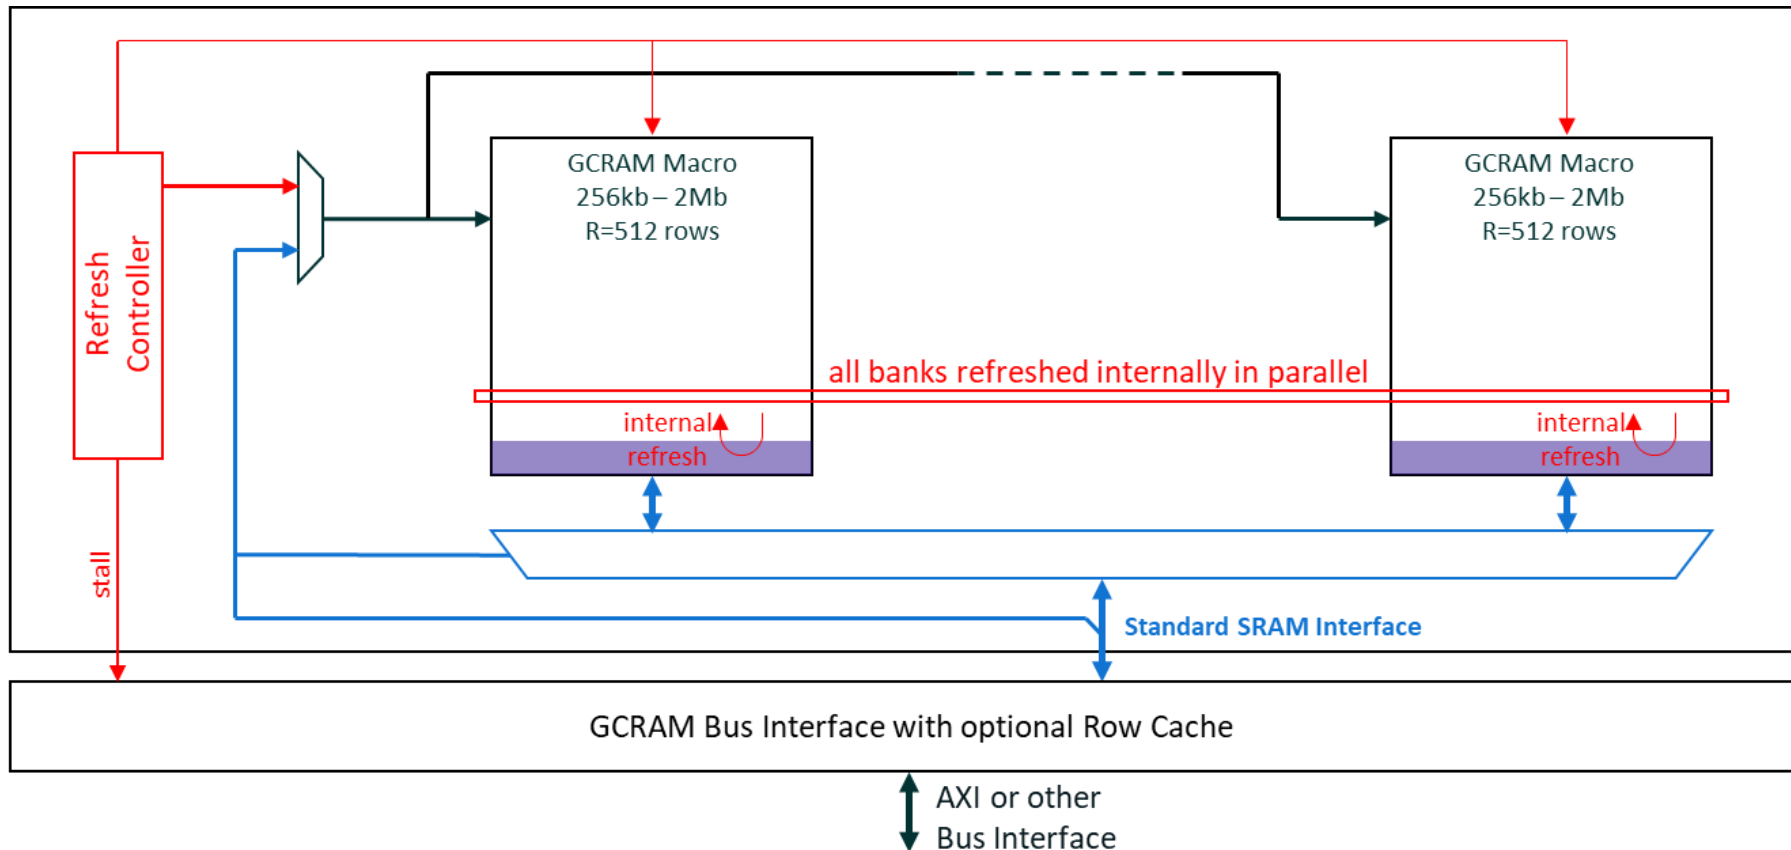 GCRAM Macro
256kb – 2Mb
R=512 rows
GCRAM Macro
256kb – 2Mb
R=512 rows
Refresh
Controller
all banks refreshed internally in parallel
internal
refresh
internal
refresh
stall
Standard SRAM Interface
GCRAM Bus Interface with optional Row Cache
AXI or other
Bus Interface